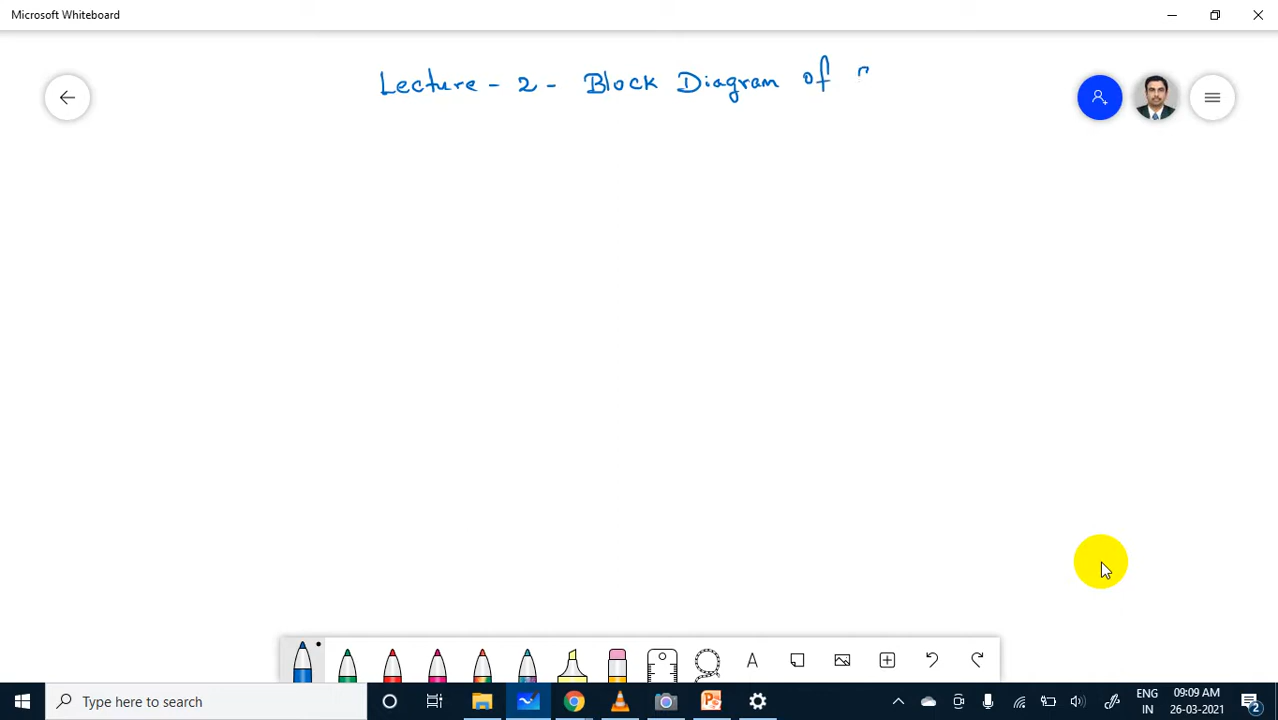 Microsoft Whiteboard
Lecture - 2 - Block Diagram of
A
Type here to search
ENG
IN
09:09 AM
26-03-2021
2